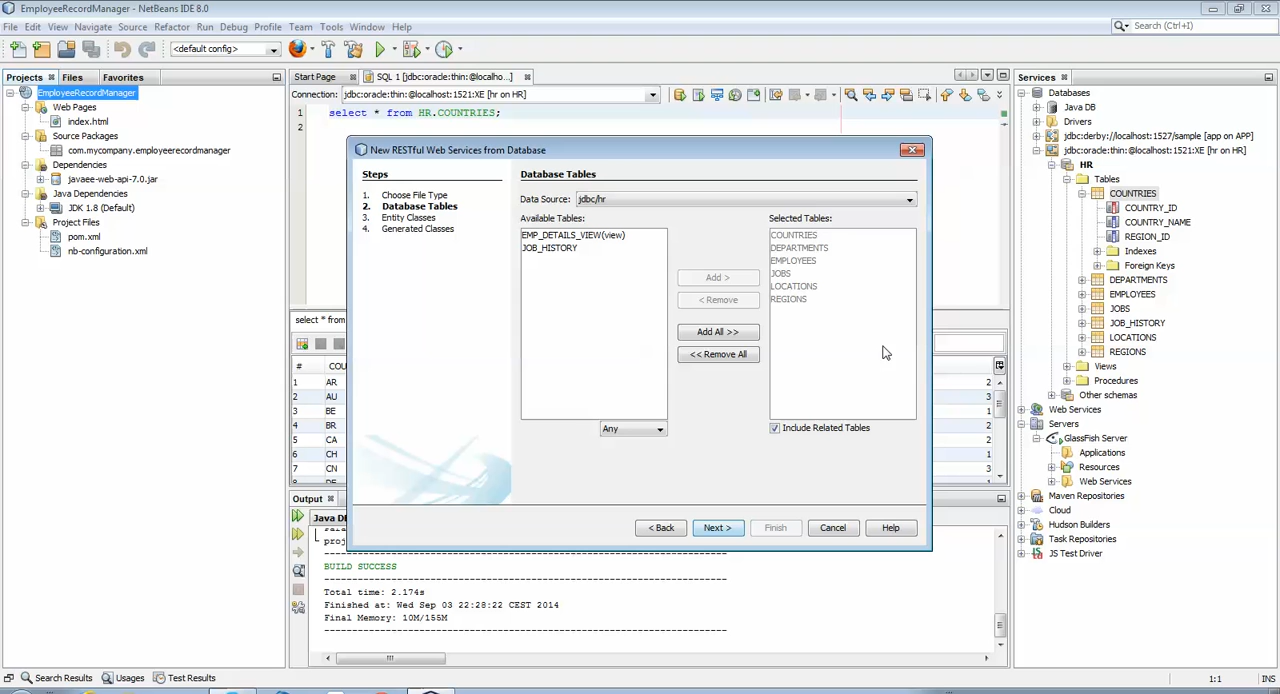 EmployeeRecordManager - NetBeans IDE 8.0
File Edit View Navigate Source Refactor Run Debug Profile Team Tools Window Help
Search (Ctrl+I)
<default config>
Projects Files Favorites
EmployeeRecordManager
Web Pages
index.html
Source Packages
com.mycompany.employeerecordmanager
Dependencies
javaee-web-api-7.0.jar
Java Dependencies
JDK 1.8 (Default)
Project Files
pom.xml
nb-configuration.xml
Start Page SQL 1 [jdbc:oracle:thin:@localho...]
Connection: jdbc:oracle:thin:@localhost:1521:XE [hr on HR]
1 select * from HR.COUNTRIES;
2
New RESTful Web Services from Database
Steps
1. Choose File Type
2. Database Tables
3. Entity Classes
4. Generated Classes
Database Tables
Data Source: jdbc/hr
Available Tables:
EMP_DETAILS_VIEW(view)
JOB_HISTORY
Any
Add >
< Remove
Add All >>
<< Remove All
Selected Tables:
COUNTRIES
DEPARTMENTS
EMPLOYEES
JOBS
LOCATIONS
REGIONS
Include Related Tables
< Back Next > Finish Cancel Help
select * from
# COU
1 AR 2
2 AU 3
3 BE 1
4 BR 2
5 CA 2
6 CH 1
7 CN 3
Output
Java D
BUILD SUCCESS
------------------------------------------------------------------------
Total time: 2.174s
Finished at: Wed Sep 03 22:28:22 CEST 2014
Final Memory: 10M/155M
------------------------------------------------------------------------
Services
Databases
Java DB
Drivers
jdbc:derby://localhost:1527/sample [app on APP]
jdbc:oracle:thin:@localhost:1521:XE [hr on HR]
HR
Tables
COUNTRIES
COUNTRY_ID
COUNTRY_NAME
REGION_ID
Indexes
Foreign Keys
DEPARTMENTS
EMPLOYEES
JOBS
JOB_HISTORY
LOCATIONS
REGIONS
Views
Procedures
Other schemas
Web Services
Servers
GlassFish Server
Applications
Resources
Web Services
Maven Repositories
Cloud
Hudson Builders
Task Repositories
JS Test Driver
Search Results Usages Test Results
1:1 INS